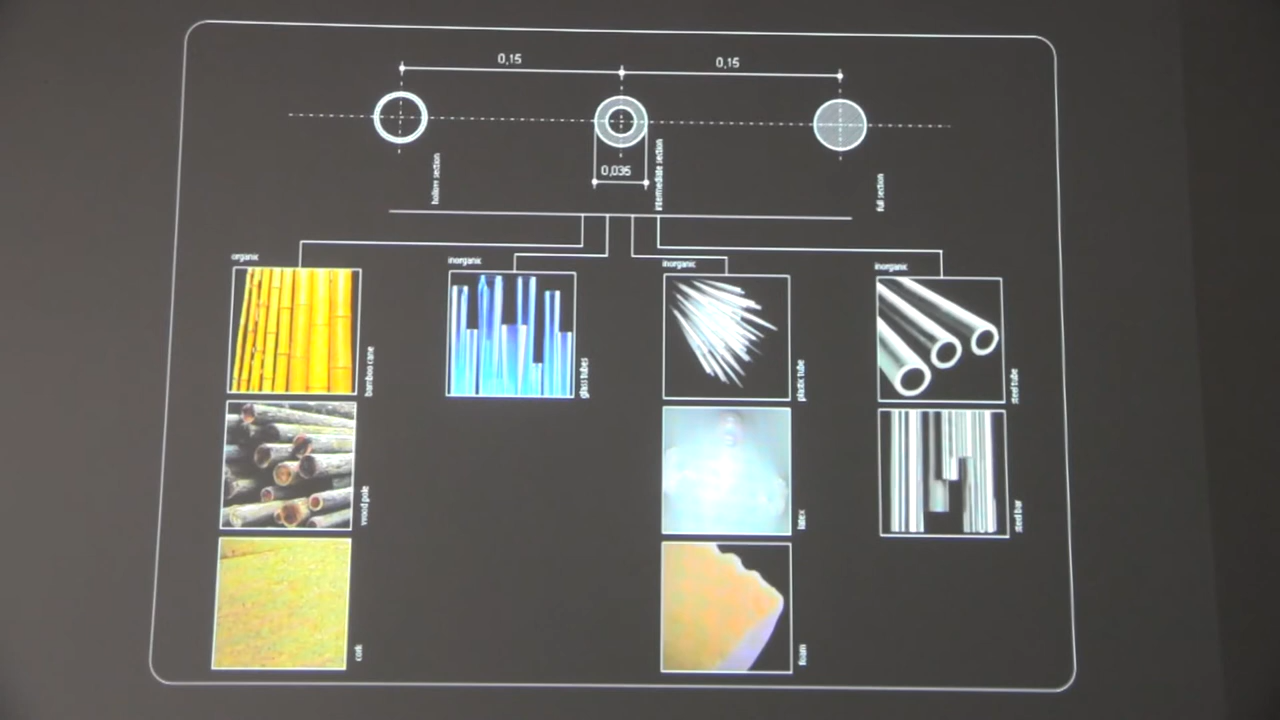 0,15
0,15
0,035
hollow section
intermediate section
full section
organic
inorganic
inorganic
inorganic
bamboo cane
glass tubes
plastic tube
steel tube
wood pole
latex
steel bar
cork
foam